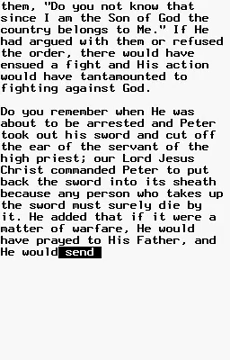 them, "Do you not know that
since I am the Son of God the
country belongs to Me." If He
had argued with them or refused
the order, there would have
ensued a fight and His action
would have tantamounted to
fighting against God.

Do you remember when He was
about to be arrested and Peter
took out his sword and cut off
the ear of the servant of the
high priest; our Lord Jesus
Christ commanded Peter to put
back the sword into its sheath
because any person who takes up
the sword must surely die by
it. He added that if it were a
matter of warfare, He would
have prayed to His Father, and
He would send